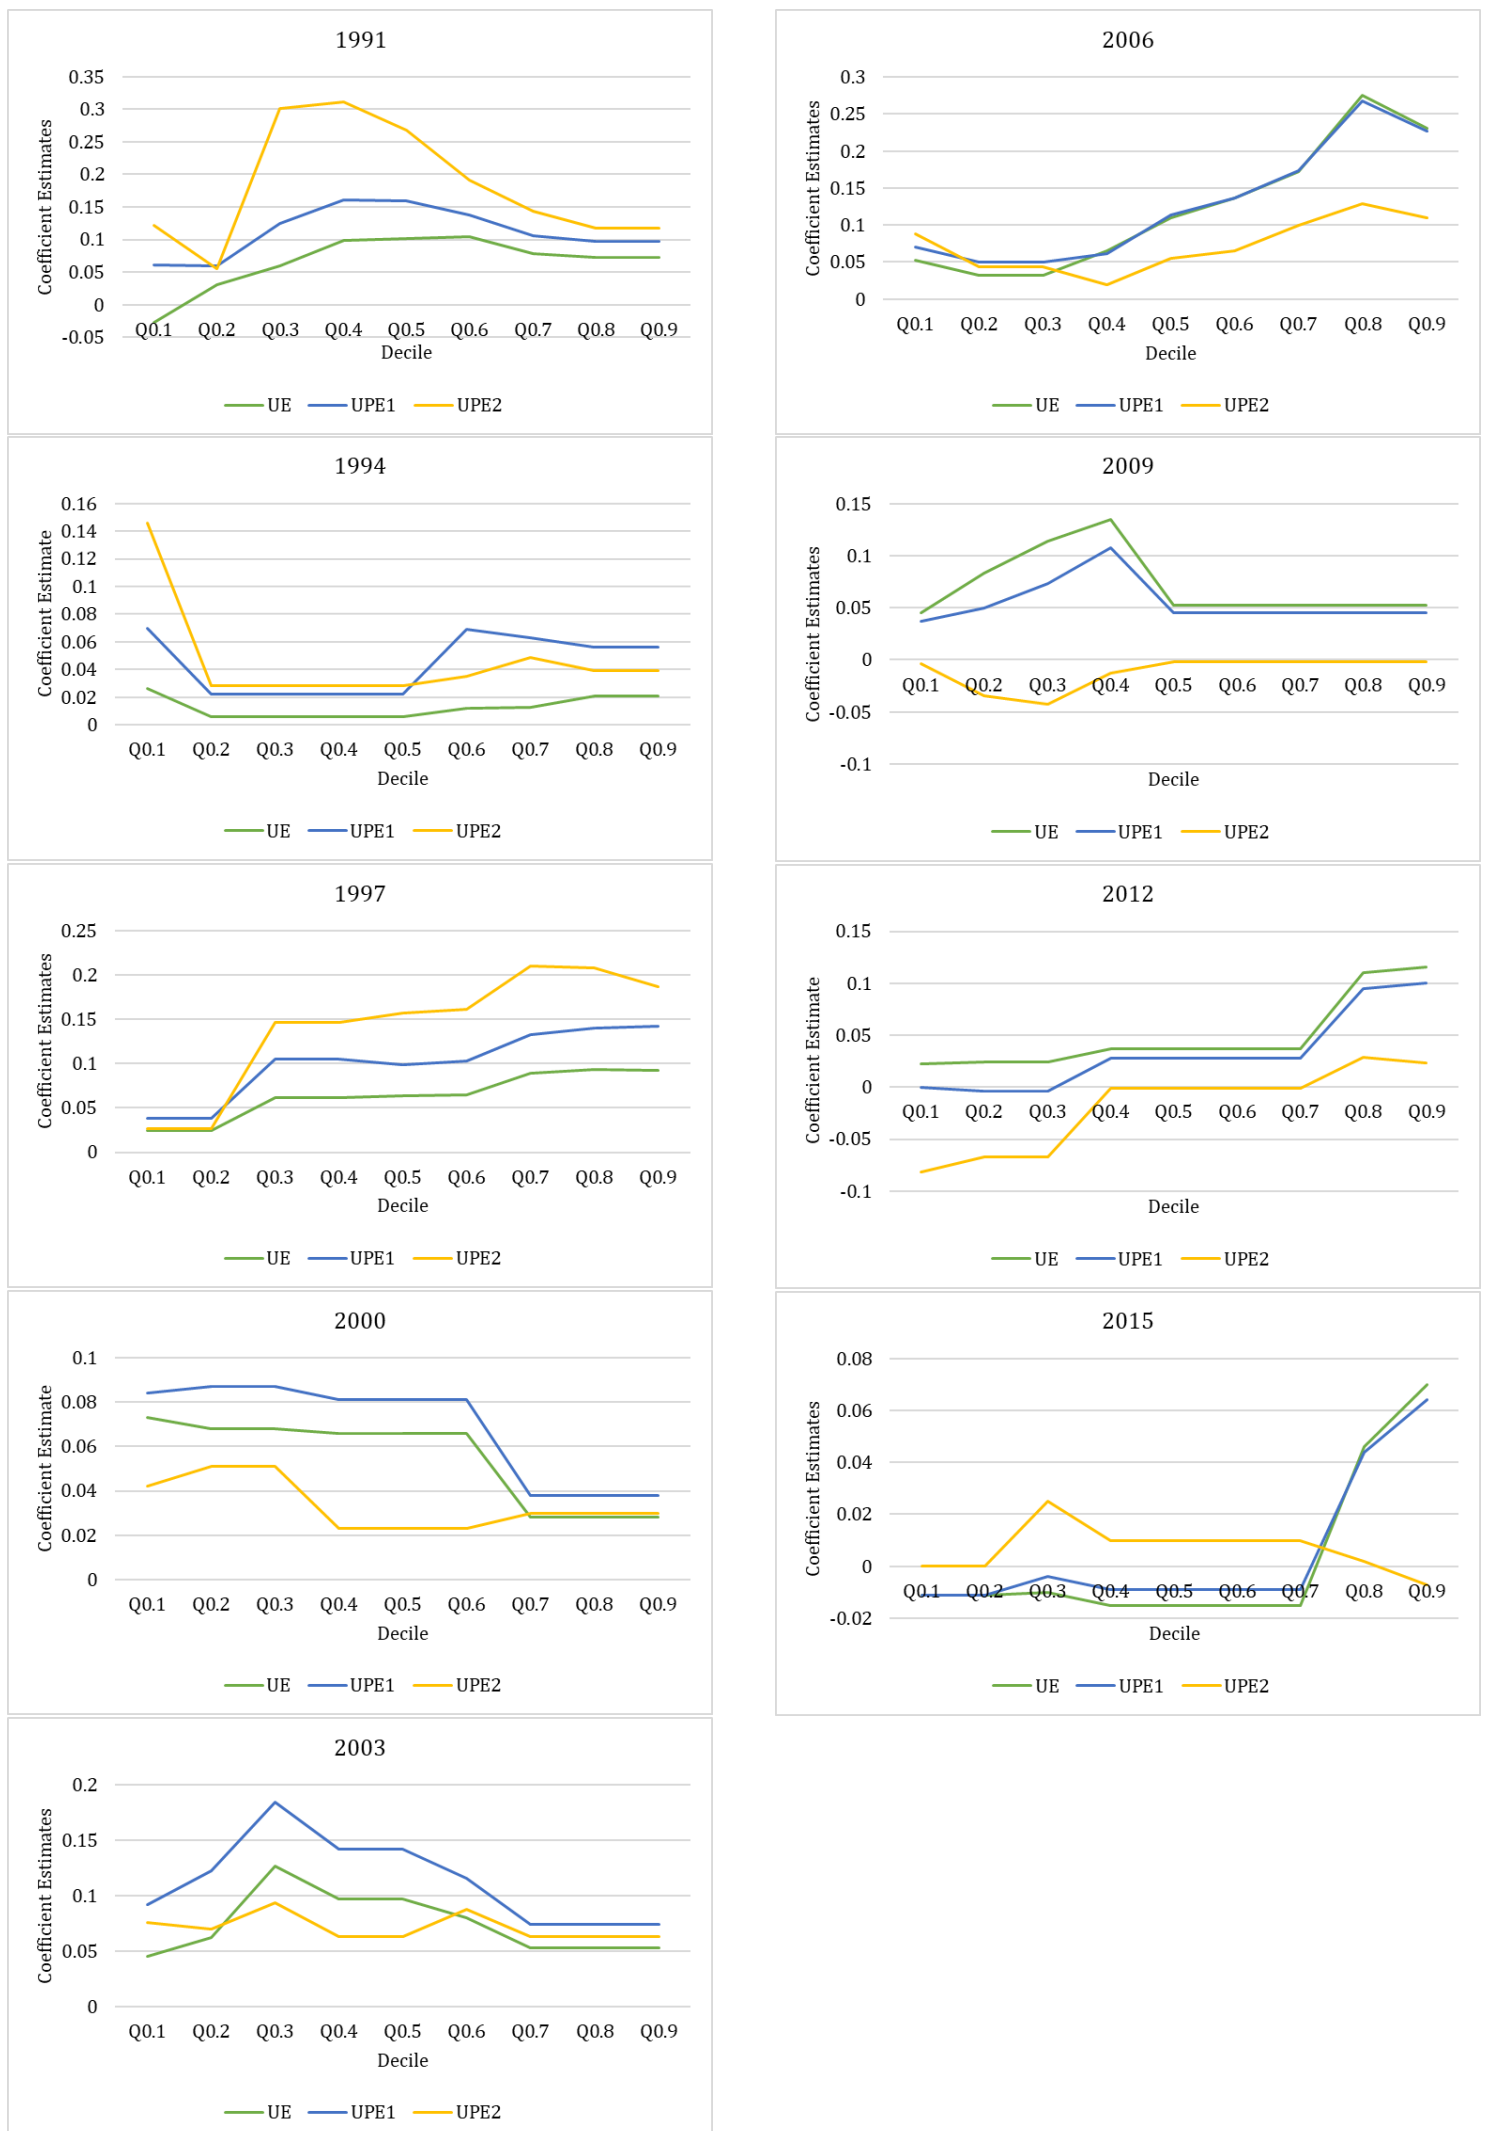 1991
Coefficient Estimates
0.35
0.3
0.25
0.2
0.15
0.1
0.05
0
-0.05
Q0.1 Q0.2 Q0.3 Q0.4 Q0.5 Q0.6 Q0.7 Q0.8 Q0.9
Decile
UE UPE1 UPE2
2006
Coefficient Estimates
0.3
0.25
0.2
0.15
0.1
0.05
0
Q0.1 Q0.2 Q0.3 Q0.4 Q0.5 Q0.6 Q0.7 Q0.8 Q0.9
Decile
UE UPE1 UPE2
1994
Coefficient Estimate
0.16
0.14
0.12
0.1
0.08
0.06
0.04
0.02
0
Q0.1 Q0.2 Q0.3 Q0.4 Q0.5 Q0.6 Q0.7 Q0.8 Q0.9
Decile
UE UPE1 UPE2
2009
Coefficient Estimates
0.15
0.1
0.05
0
-0.05
-0.1
Q0.1 Q0.2 Q0.3 Q0.4 Q0.5 Q0.6 Q0.7 Q0.8 Q0.9
Decile
UE UPE1 UPE2
1997
Coefficient Estimates
0.25
0.2
0.15
0.1
0.05
0
Q0.1 Q0.2 Q0.3 Q0.4 Q0.5 Q0.6 Q0.7 Q0.8 Q0.9
Decile
UE UPE1 UPE2
2012
Coefficient Estimate
0.15
0.1
0.05
0
-0.05
-0.1
Q0.1 Q0.2 Q0.3 Q0.4 Q0.5 Q0.6 Q0.7 Q0.8 Q0.9
Decile
UE UPE1 UPE2
2000
Coefficient Estimate
0.1
0.08
0.06
0.04
0.02
0
Q0.1 Q0.2 Q0.3 Q0.4 Q0.5 Q0.6 Q0.7 Q0.8 Q0.9
Decile
UE UPE1 UPE2
2015
Coefficient Estimates
0.08
0.06
0.04
0.02
0
-0.02
Q0.1 Q0.2 Q0.3 Q0.4 Q0.5 Q0.6 Q0.7 Q0.8 Q0.9
Decile
UE UPE1 UPE2
2003
Coefficient Estimates
0.2
0.15
0.1
0.05
0
Q0.1 Q0.2 Q0.3 Q0.4 Q0.5 Q0.6 Q0.7 Q0.8 Q0.9
Decile
UE UPE1 UPE2